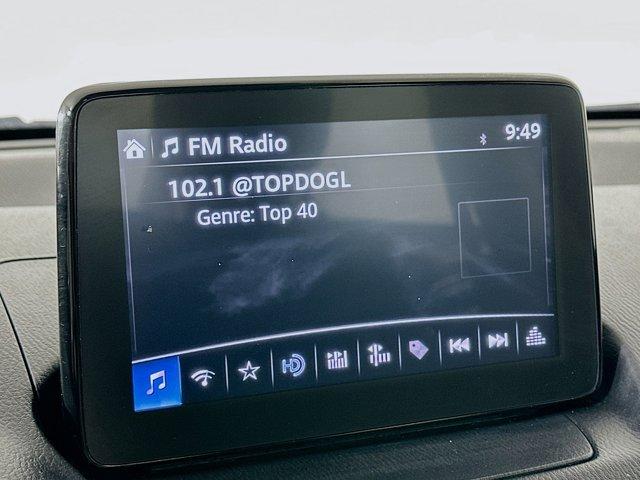 FM Radio
9:49
102.1 @TOPDOGL
Genre: Top 40
HD